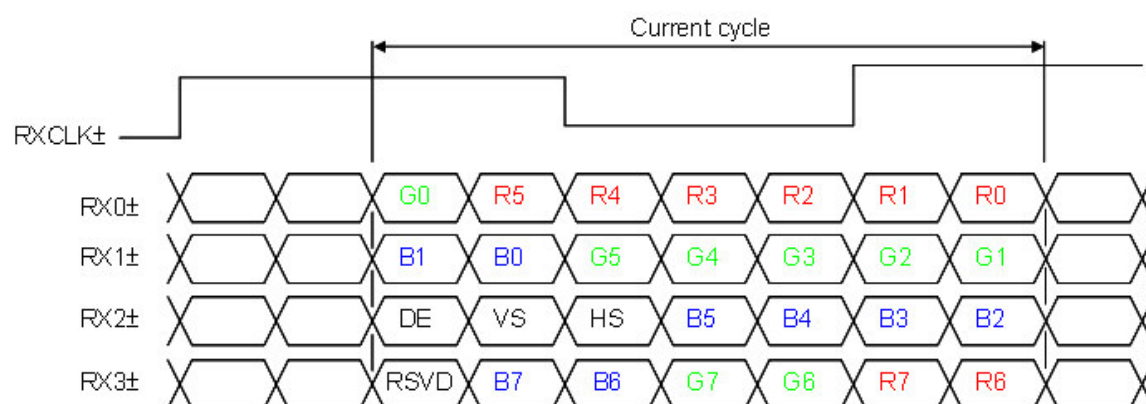 Current cycle
RXCLK±
RX0± G0 R5 R4 R3 R2 R1 R0
RX1± B1 B0 G5 G4 G3 G2 G1
RX2± DE VS HS B5 B4 B3 B2
RX3± RSVD B7 B6 G7 G6 R7 R6